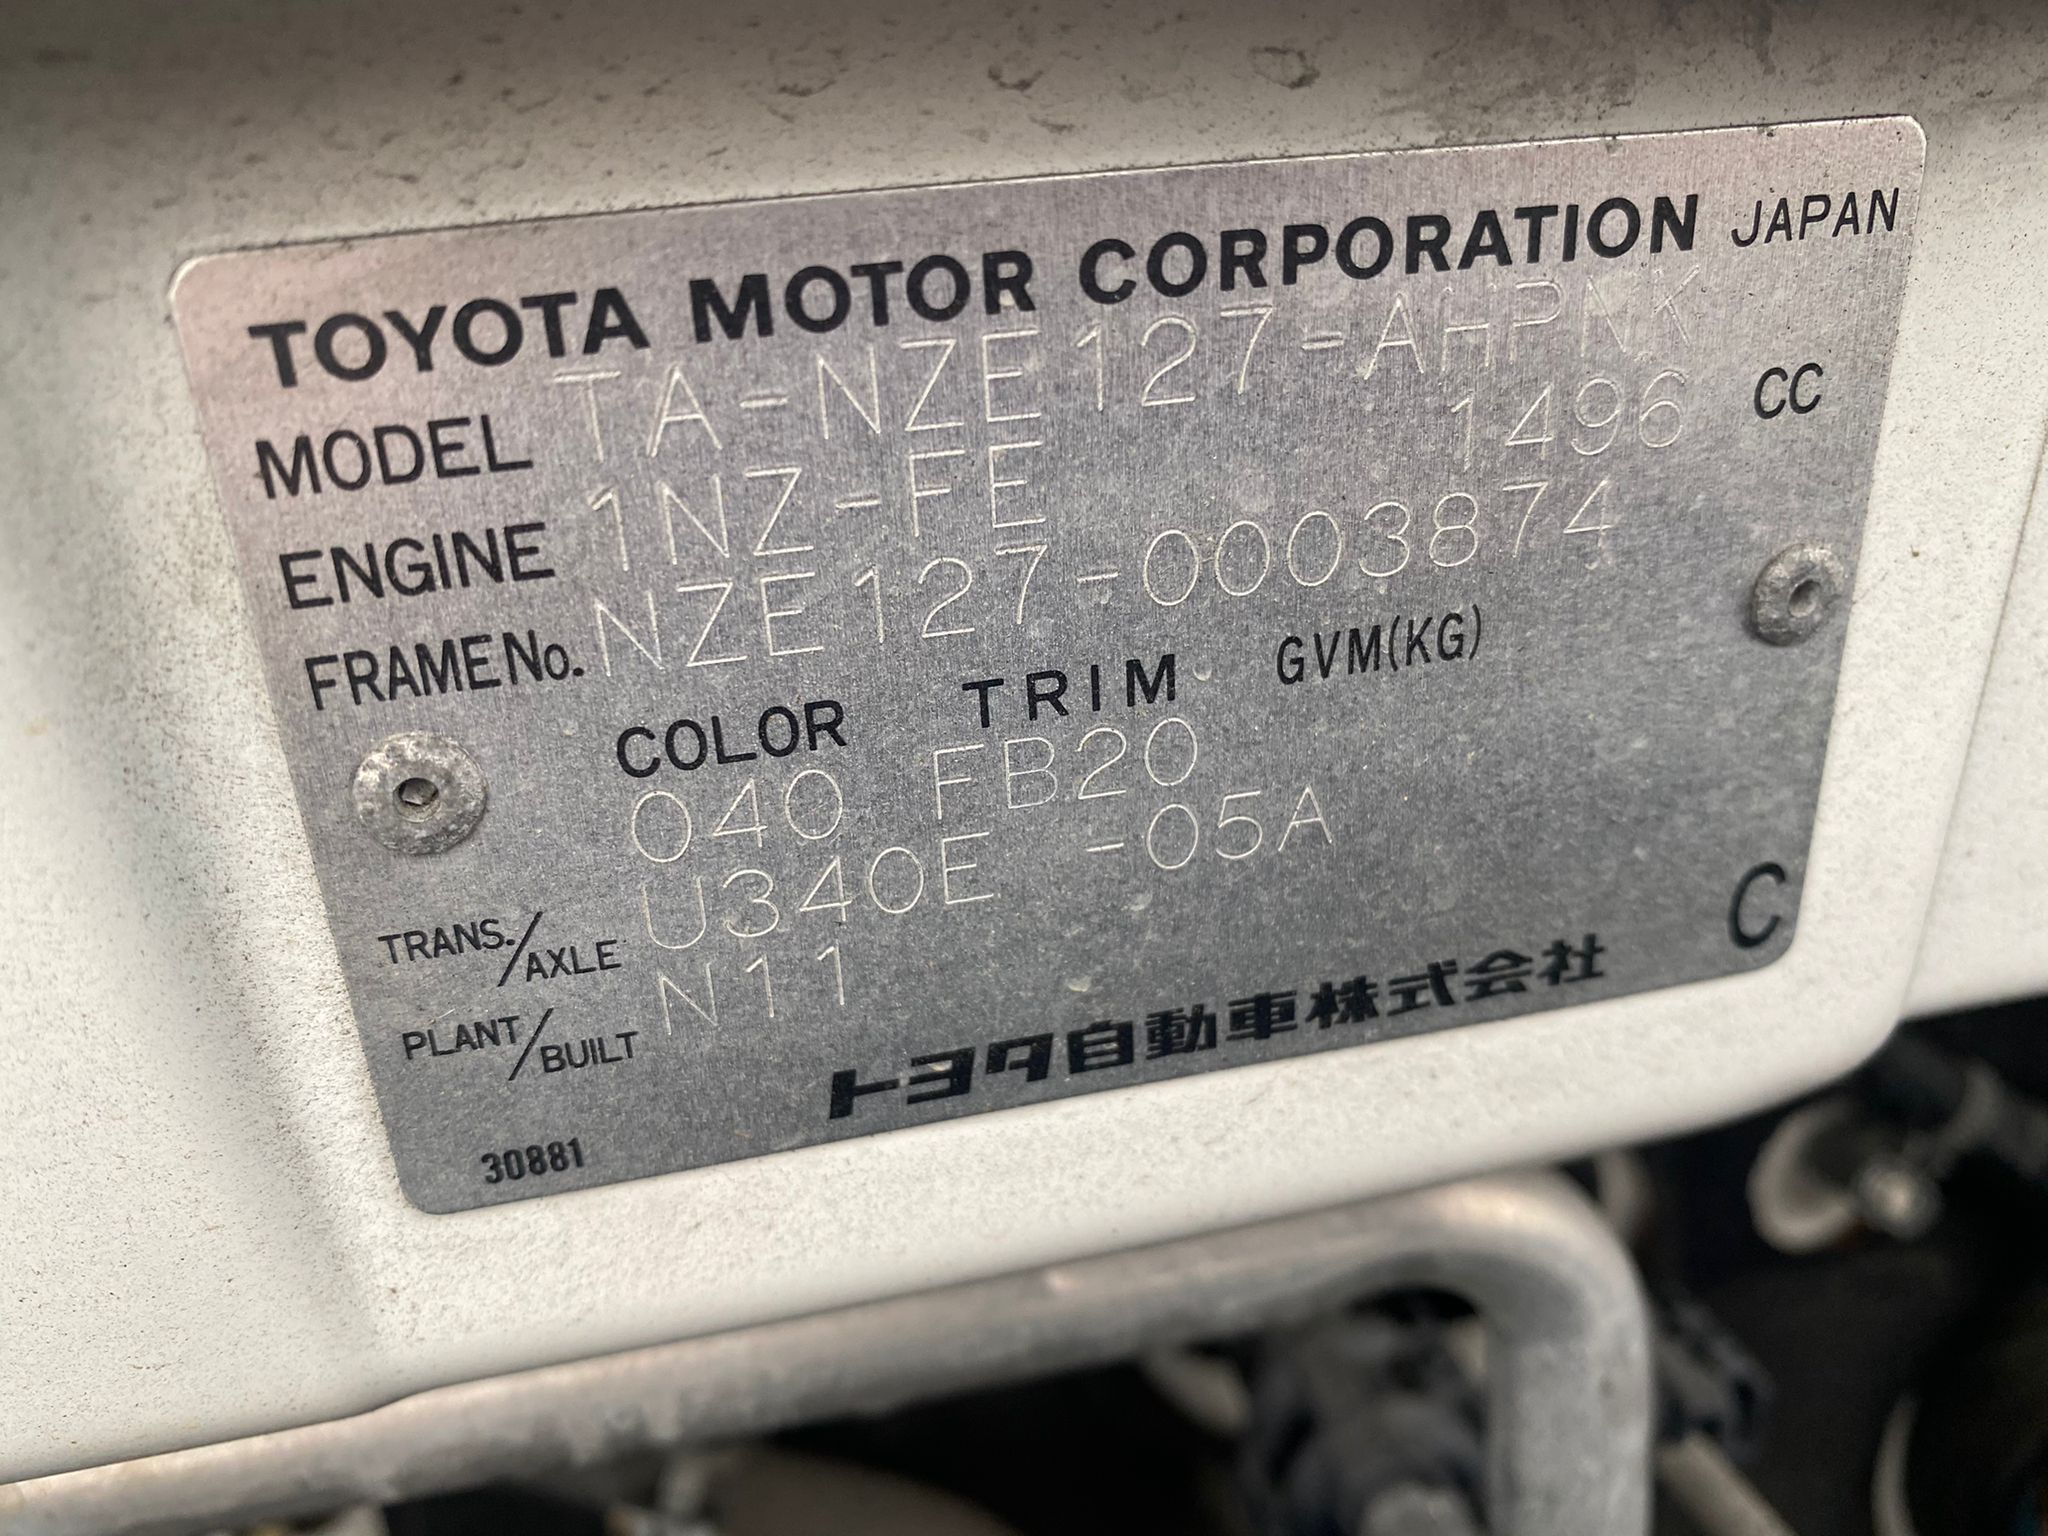 TOYOTA MOTOR CORPORATION JAPAN
MODEL TA-NZE127-AHPNK
ENGINE 1NZ-FE 1496 CC
FRAME No. NZE127-0003874
COLOR TRIM GVM(KG)
040 FB20
TRANS./AXLE U340E -05A
PLANT/BUILT N11
C
トヨタ自動車株式会社
30881